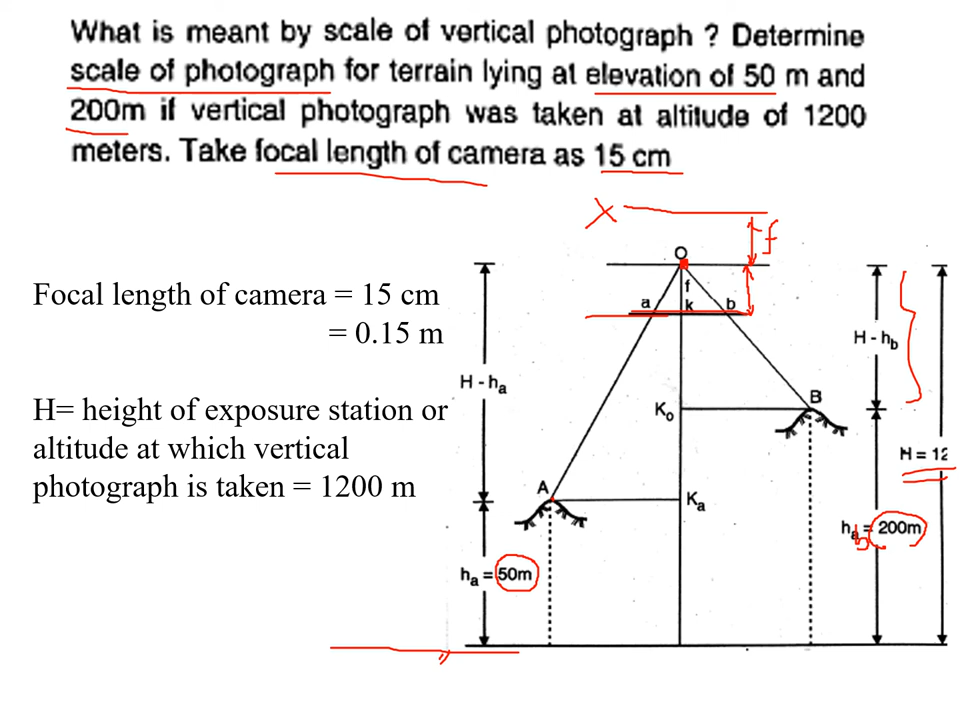 What is meant by scale of vertical photograph ? Determine
scale of photograph for terrain lying at elevation of 50 m and
200m if vertical photograph was taken at altitude of 1200
meters. Take focal length of camera as 15 cm
X
f
O
Focal length of camera = 15 cm
= 0.15 m
f
a
k
b
H - hb
H - ha
H= height of exposure station or
altitude at which vertical
photograph is taken = 1200 m
B
Ko
H = 12
A
Ka
hb = 200m
ha = 50m